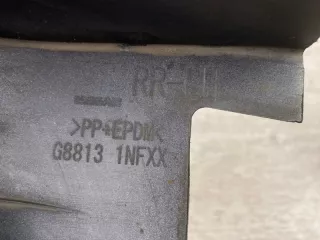 RR-LH
>PP+EPDM<
G8813 1NFXX